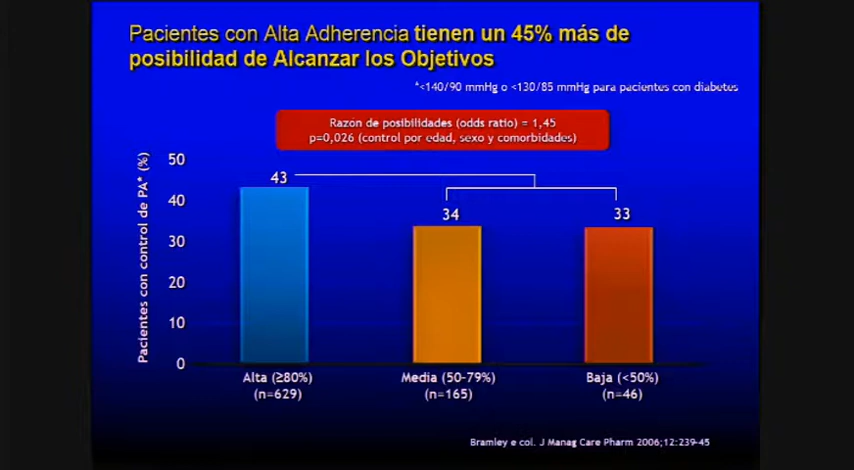 Pacientes con Alta Adherencia tienen un 45% más de
posibilidad de Alcanzar los Objetivos
*<140/90 mmHg o <130/85 mmHg para pacientes con diabetes
Razón de posibilidades (odds ratio) = 1,45
p=0,026 (control por edad, sexo y comorbidades)
Pacientes con control de PA* (%)
50
40
30
20
10
0
43
34
33
Alta (≥80%)
(n=629)
Media (50-79%)
(n=165)
Baja (<50%)
(n=46)
Bramley e col. J Manag Care Pharm 2006;12:239-45